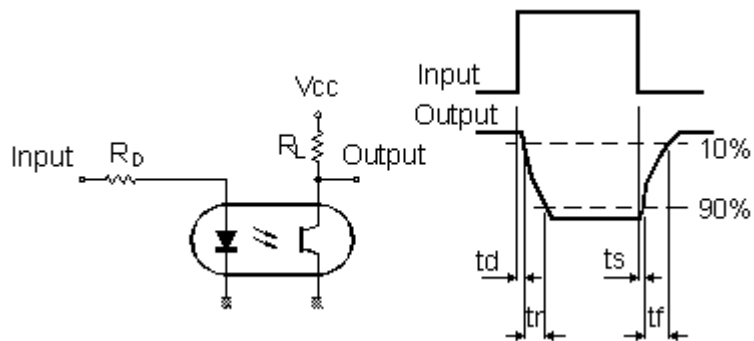 Input
RD
Vcc
RL
Output
Input
Output
10%
90%
td
ts
tr
tf